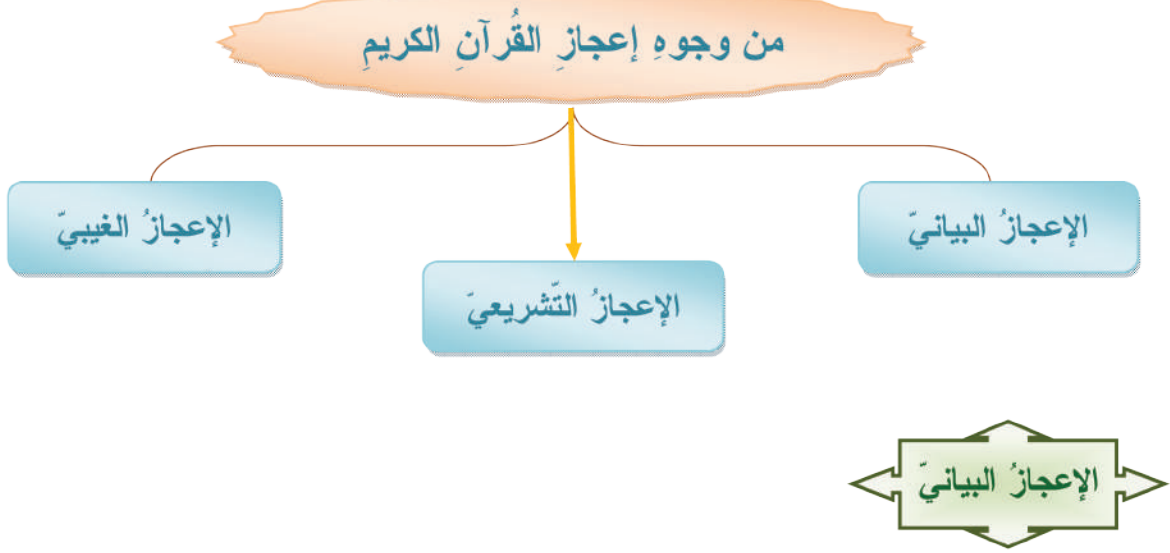 من وجوهِ إعجازِ القُرآنِ الكريمِ
الإعجازُ البيانيّ
الإعجازُ التّشريعيّ
الإعجازُ الغيبيّ
الإعجازُ البيانيّ